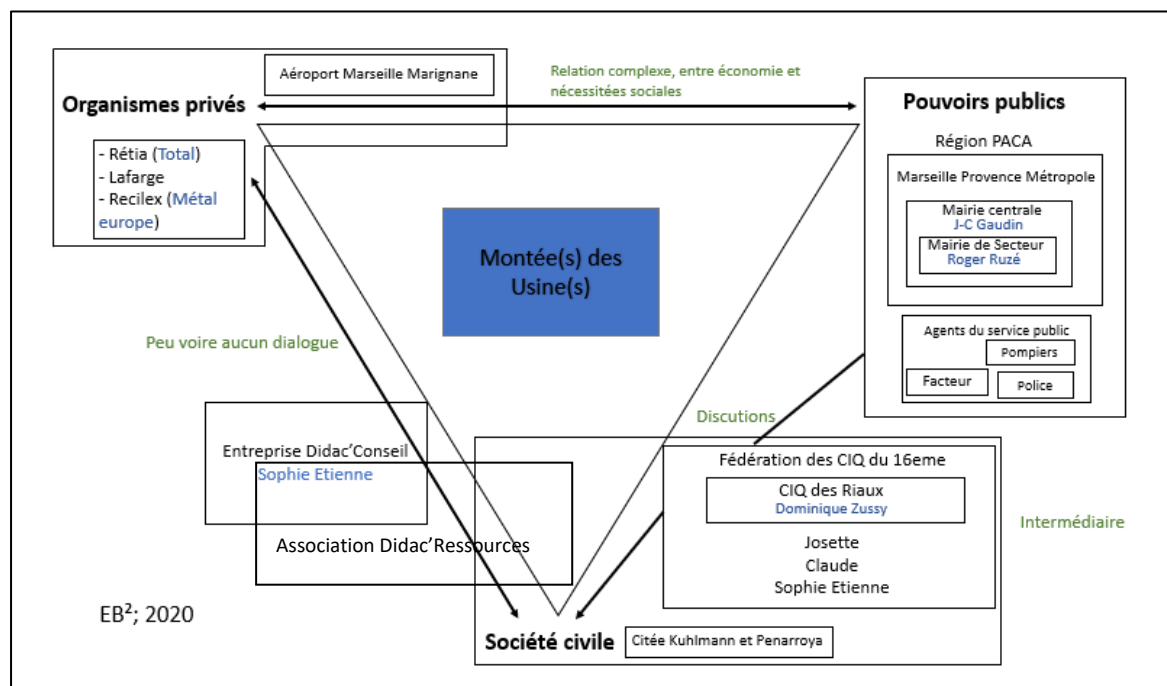 Aéroport Marseille Marignane
Organismes privés
- Rétia (Total)
- Lafarge
- Recilex (Métal
europe)
Relation complexe, entre économie et
nécessitées sociales
Pouvoirs publics
Région PACA
Marseille Provence Métropole
Mairie centrale
J-C Gaudin
Mairie de Secteur
Roger Ruzé
Agents du service public
Pompiers
Facteur
Police
Montée(s) des
Usine(s)
Peu voire aucun dialogue
Discutions
Entreprise Didac'Conseil
Sophie Etienne
Association Didac'Ressources
Fédération des CIQ du 16eme
CIQ des Riaux
Dominique Zussy
Josette
Claude
Sophie Etienne
Intermédiaire
EB²; 2020
Société civile
Citée Kuhlmann et Penarroya